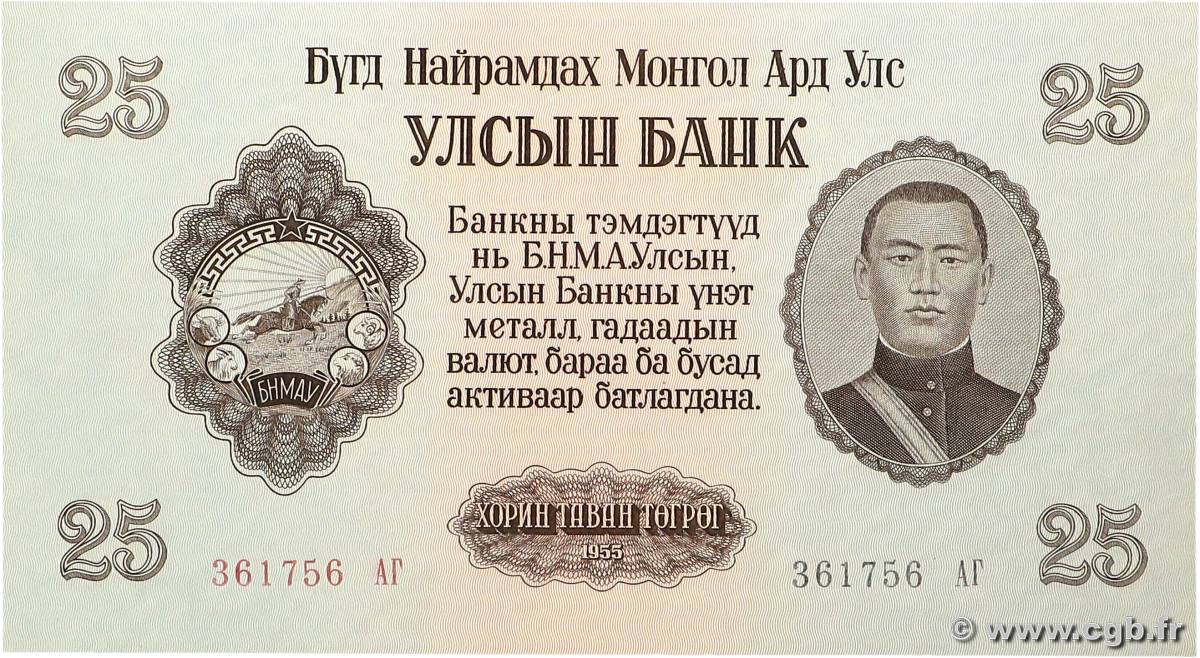 25
Бүгд Найрамдах Монгол Ард Улс
25
УЛСЫН БАНК
Банкны тэмдэгтүүд
нь Б.Н.М.А.Улсын,
Улсын Банкны үнэт
металл, гадаадын
валют, бараа ба бусад
активаар батлагдана.
БНМАУ
25
ХОРИН ТАВАН ТӨГРӨГ
1955
25
361756 АГ
361756 АГ
© www.cgb.fr